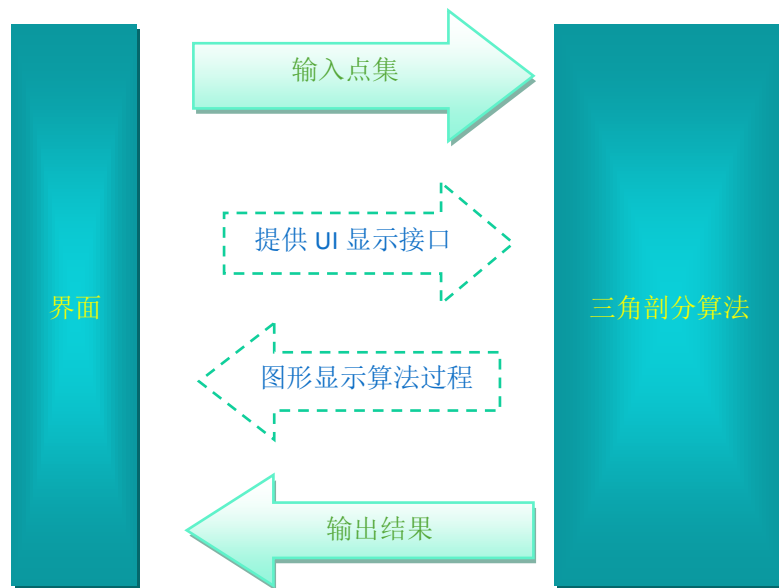 输入点集
提供 UI 显示接口
界面
三角剖分算法
图形显示算法过程
输出结果